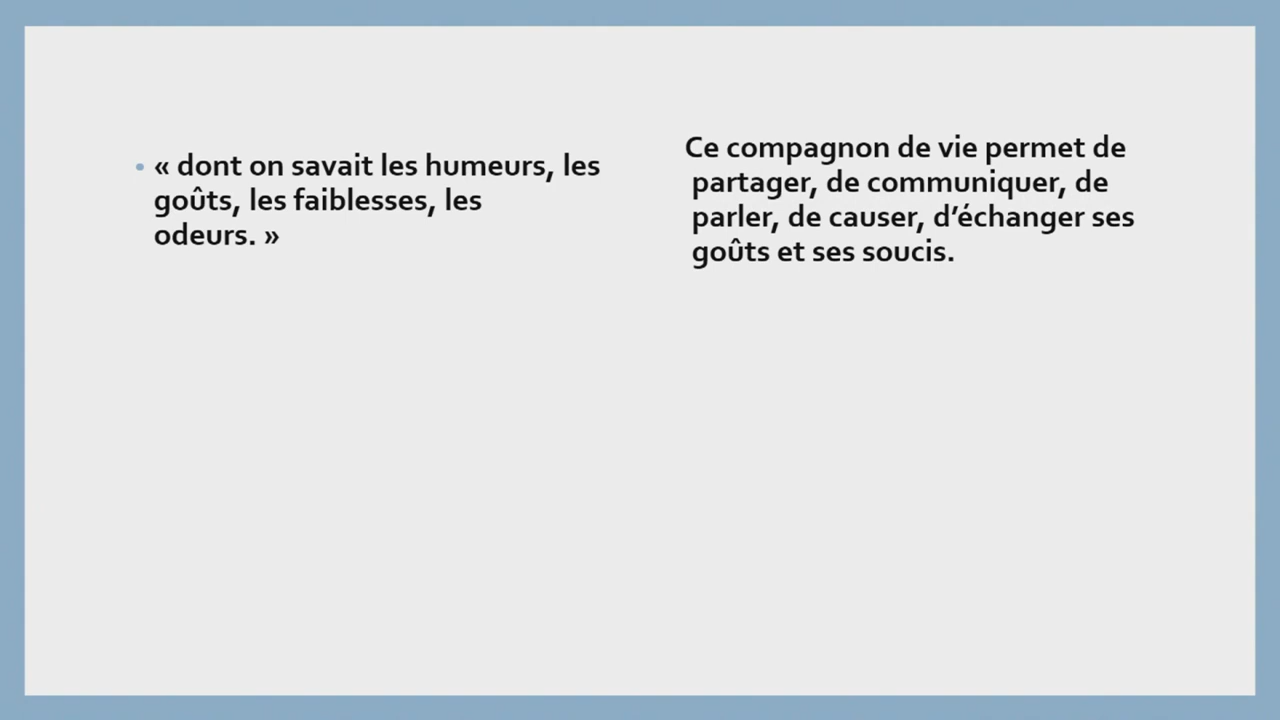 • « dont on savait les humeurs, les
goûts, les faiblesses, les
odeurs. »
Ce compagnon de vie permet de
partager, de communiquer, de
parler, de causer, d’échanger ses
goûts et ses soucis.